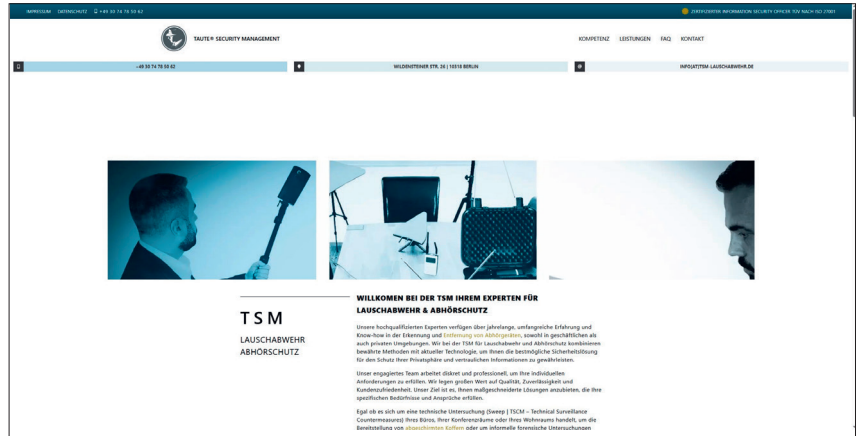 IMPRESSUM DATENSCHUTZ +49 30 74 78 50 62
ZERTIFIZIERTER INFORMATION SECURITY OFFICER TÜV NACH ISO 27001
TAUTE® SECURITY MANAGEMENT
KOMPETENZ LEISTUNGEN FAQ KONTAKT
+49 30 74 78 50 62
WILDENSTEINER STR. 26 | 10318 BERLIN
INFO(AT)TSM-LAUSCHABWEHR.DE
TSM
LAUSCHABWEHR
ABHÖRSCHUTZ
WILLKOMEN BEI DER TSM IHREM EXPERTEN FÜR
LAUSCHABWEHR & ABHÖRSCHUTZ
Unsere hochqualifizierten Experten verfügen über jahrelange, umfangreiche Erfahrung und
Know-how in der Erkennung und Entfernung von Abhörgeräten, sowohl in geschäftlichen als
auch privaten Umgebungen. Wir bei der TSM für Lauschabwehr und Abhörschutz kombinieren
bewährte Methoden mit aktueller Technologie, um Ihnen die bestmögliche Sicherheitslösung
für den Schutz Ihrer Privatsphäre und vertraulichen Informationen zu gewährleisten.
Unser engagiertes Team arbeitet diskret und professionell, um Ihre individuellen
Anforderungen zu erfüllen. Wir legen großen Wert auf Qualität, Zuverlässigkeit und
Kundenzufriedenheit. Unser Ziel ist es, Ihnen maßgeschneiderte Lösungen anzubieten, die Ihre
spezifischen Bedürfnisse und Ansprüche erfüllen.
Egal ob es sich um eine technische Untersuchung (Sweep | TSCM – Technical Surveillance
Countermeasures) Ihres Büros, Ihrer Konferenzräume oder Ihres Wohnraums handelt, um die
Bereitstellung von abgeschirmten Koffern oder um informelle forensische Untersuchungen